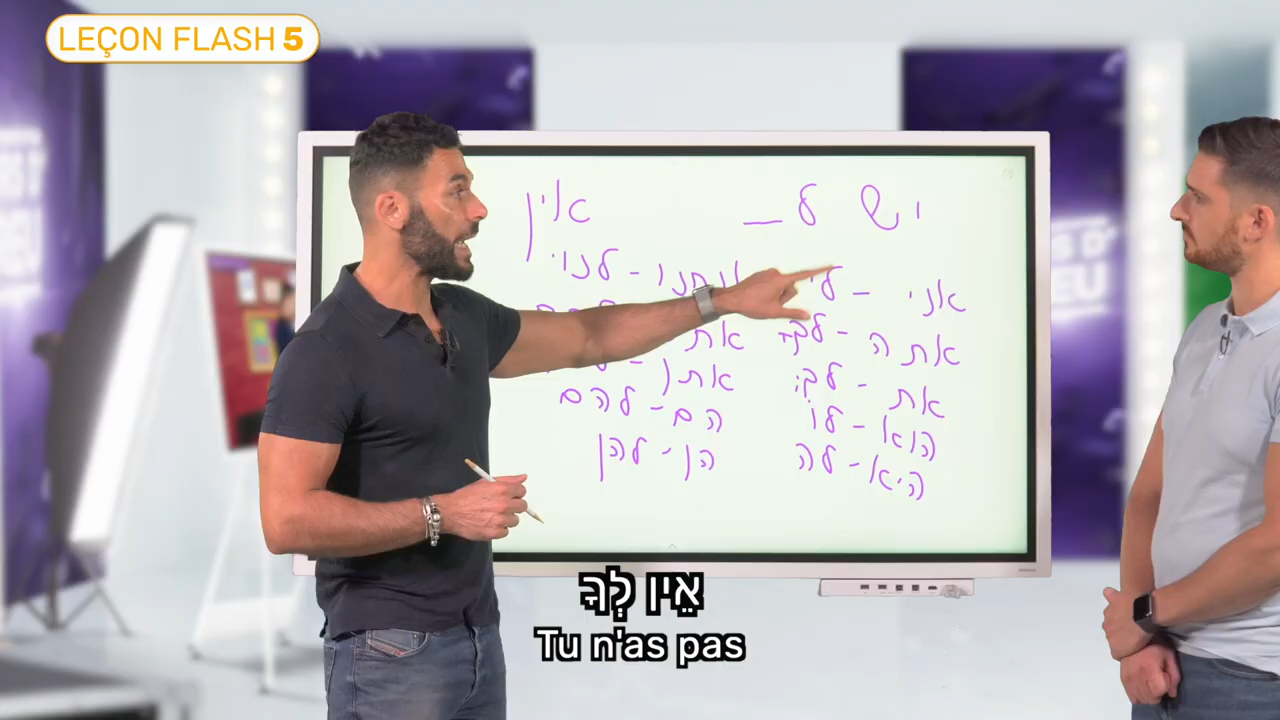 LEÇON FLASH 5
יש ל_
אין
אני - לי
אתה - לך
את - לך
הוא - לו
היא - לה
אנחנו - לנו
את
אתן
הם - להם
הן - להן
אֵין לְךָ
Tu n'as pas